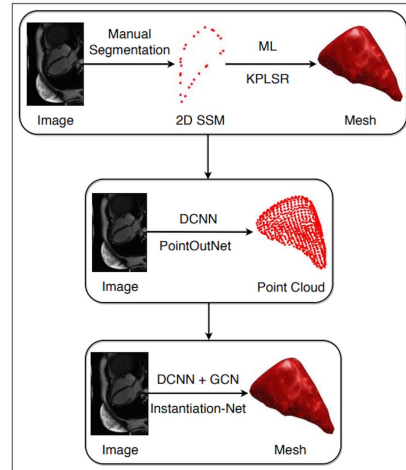 Manual
Segmentation
ML
KPLSR
Image
2D SSM
Mesh
DCNN
PointOutNet
Image
Point Cloud
DCNN + GCN
Instantiation-Net
Image
Mesh